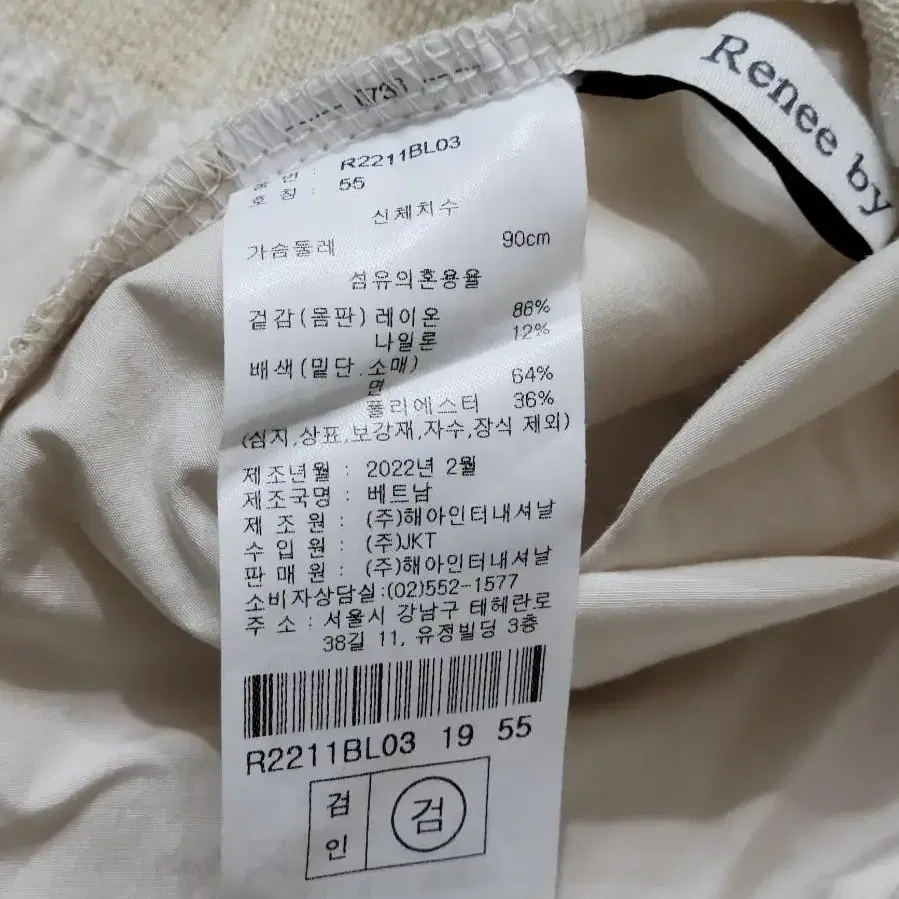 Renee by
R2211BL03
호 칭 : 55
신체치수
가슴둘레 90cm
섬유의혼용율
겉감(몸판) 레이온 88%
나일론 12%
배색(밑단.소매)
면 64%
폴리에스터 36%
(심지,상표,보강재,자수,장식 제외)
제조년월 : 2022년 2월
제조국명 : 베트남
제 조 원 : (주)해아인터내셔날
수 입 원 : (주)JKT
판 매 원 : (주)해아인터내셔날
소비자상담실:(02)552-1577
주 소 : 서울시 강남구 테헤란로
38길 11, 유정빌딩 3층
R2211BL03 19 55
검인
검